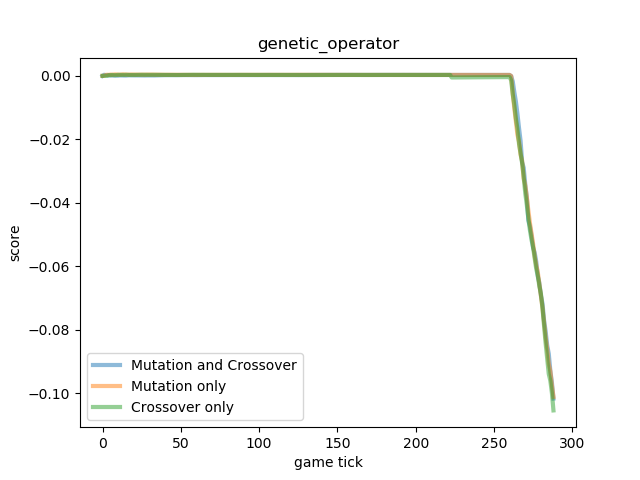 genetic_operator
0.00
−0.02
−0.04
−0.06
−0.08
−0.10
score
Mutation and Crossover
Mutation only
Crossover only
0 50 100 150 200 250 300
game tick